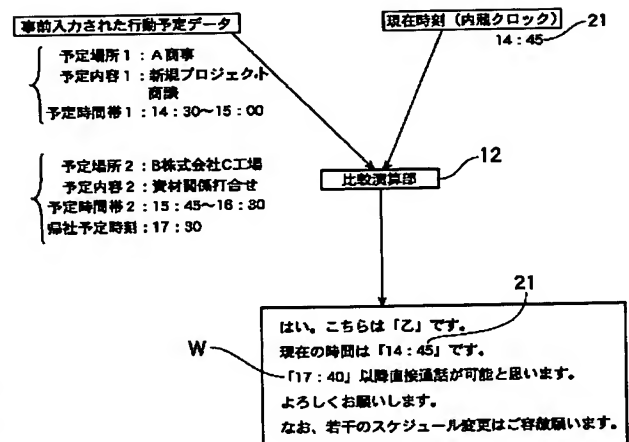 事前入力された行動予定データ
予定場所1:A商事
予定内容1:新規プロジェクト
商談
予定時間帯1:14:30~15:00
予定場所2:B株式会社C工場
予定内容2:資材関係打合せ
予定時間帯2:15:45~16:30
帰社予定時刻:17:30
現在時刻(内蔵クロック)
21
14:45
比較演算部
12
21
W
はい。こちらは「乙」です。
現在の時間は「14:45」です。
「17:40」以降直接通話が可能と思います。
よろしくお願いします。
なお、若干のスケジュール変更はご容赦願います。